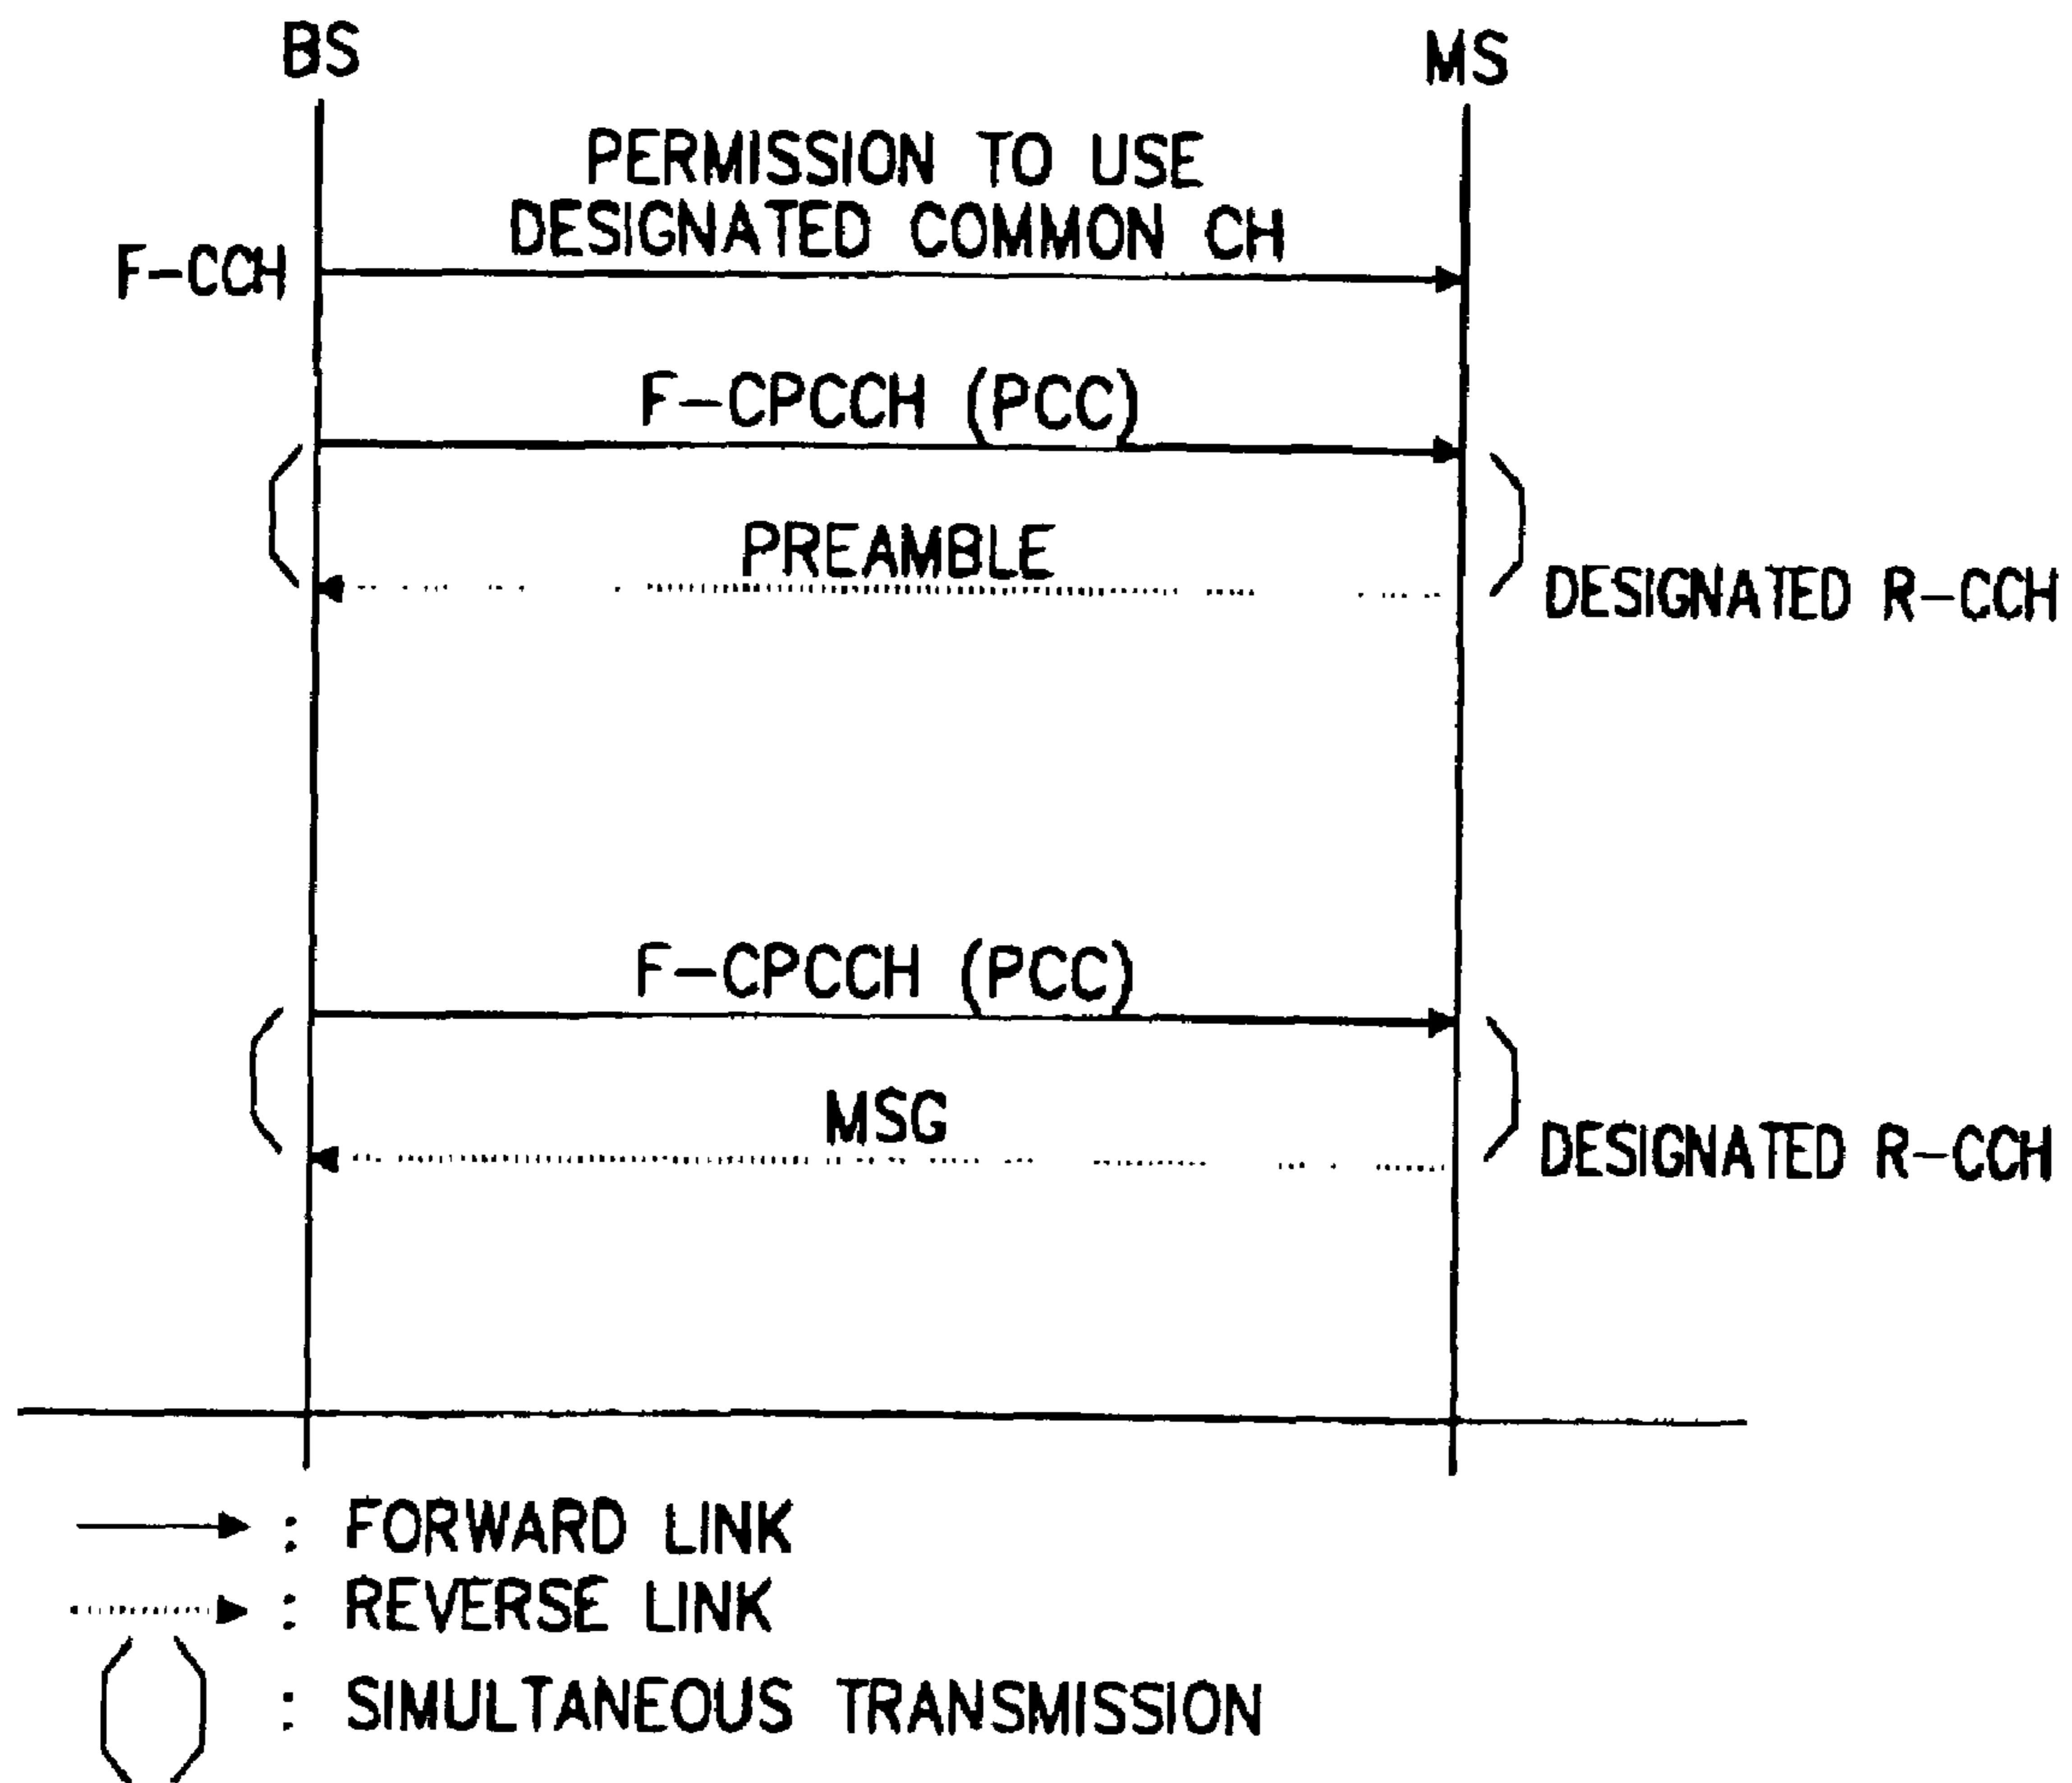 BS
MS
PERMISSION TO USE
DESIGNATED COMMON CH
F-CCH
F-CPCCH (PCC)
PREAMBLE
DESIGNATED R-CCH
F-CPCCH (PCC)
MSG
DESIGNATED R-CCH
: FORWARD LINK
: REVERSE LINK
: SIMULTANEOUS TRANSMISSION